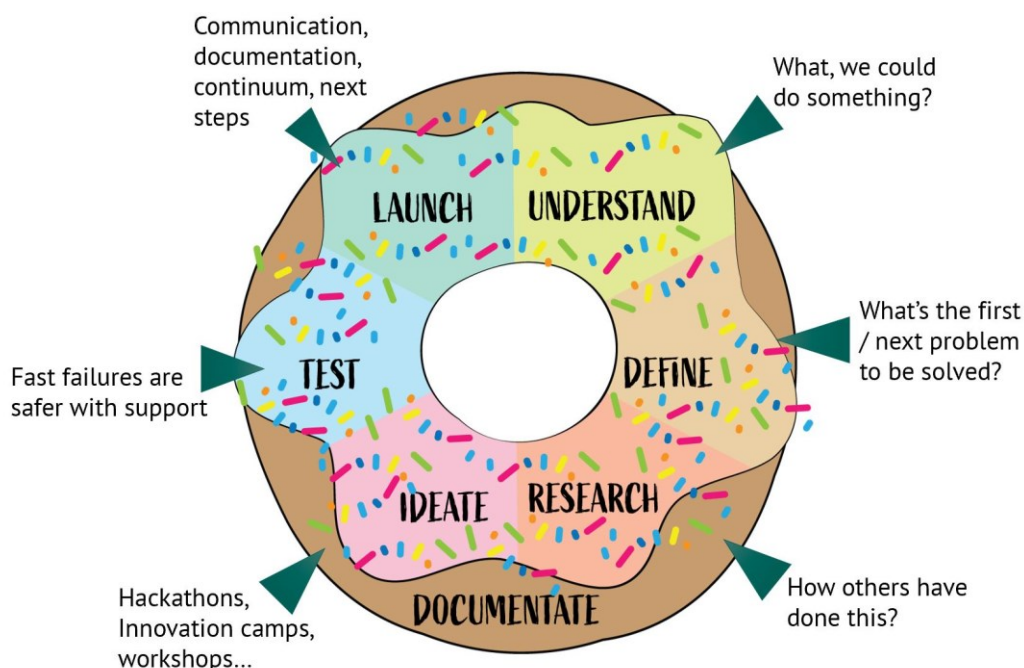 Communication,
documentation,
continuum, next
steps
What, we could
do something?
LAUNCH
UNDERSTAND
What's the first
/ next problem
to be solved?
TEST
DEFINE
Fast failures are
safer with support
IDEATE
RESEARCH
Hackathons,
Innovation camps,
workshops...
DOCUMENTATE
How others have
done this?